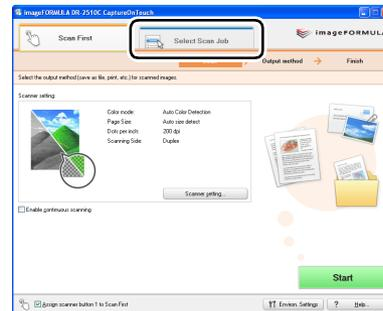 imageFORMULA DR-2510C CaptureOnTouch
Scan First
Select Scan Job
imageFORMULA
Output method
Finish
Select the output method (save as file, print, etc.) for scanned images.
Scanner setting
Color mode: Auto Color Detection
Page Size: Auto size detect
Dots per inch: 200 dpi
Scanning Side: Duplex
Scanner setting...
Enable continuous scanning
Start
Assign scanner button 1 to Scan First
Environ. Settings
? Help...